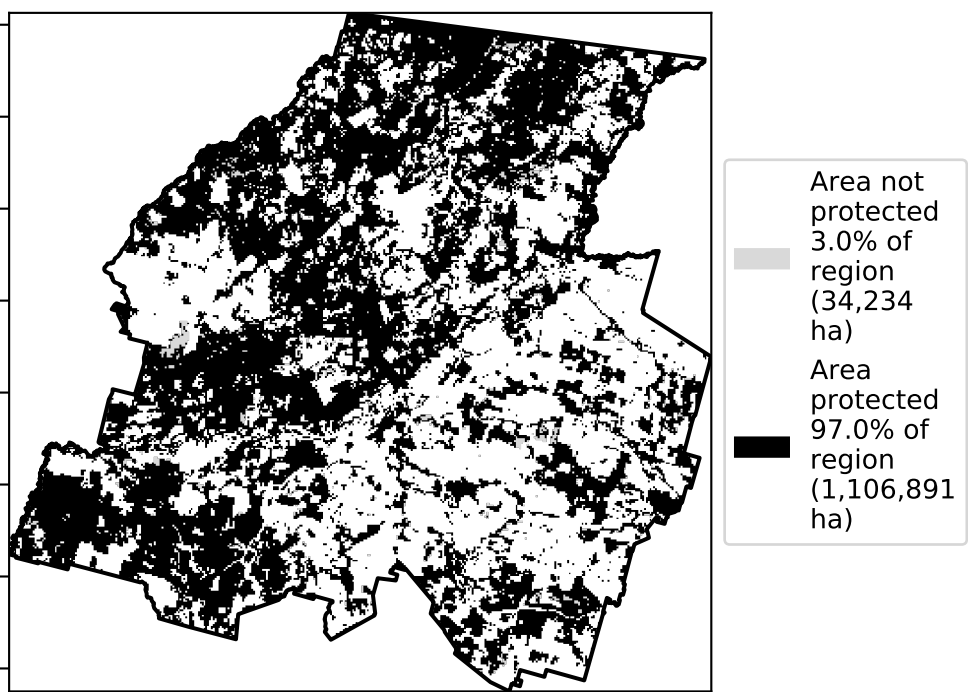 Area not
protected
3.0% of
region
(34,234
ha)
Area
protected
97.0% of
region
(1,106,891
ha)